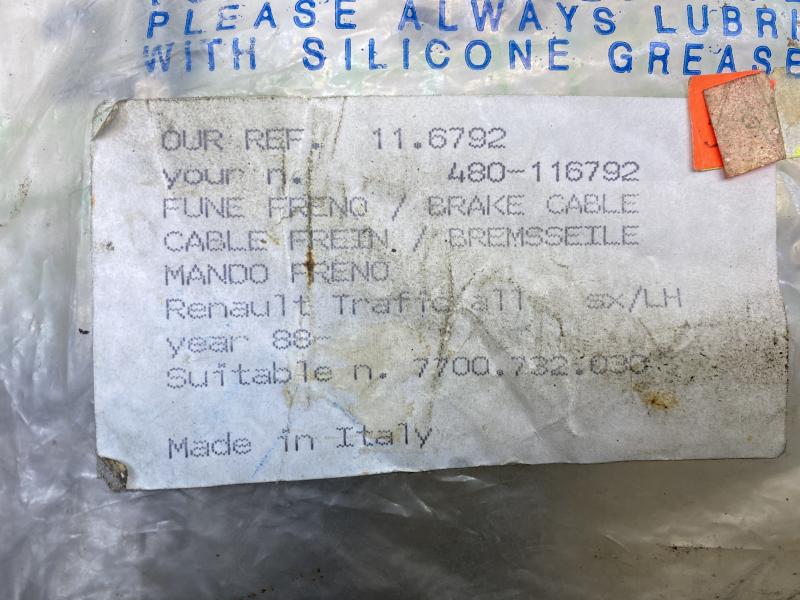 PLEASE ALWAYS LUBRI
WITH SILICONE GREASE
OUR REF. 11.6792
your n. 480-116792
FUNE FRENO / BRAKE CABLE
CABLE FREIN / BREMSSEILE
MANDO FRENO
Renault Trafic all sx/LH
year 88-
Suitable n. 7700.732.030
Made in Italy